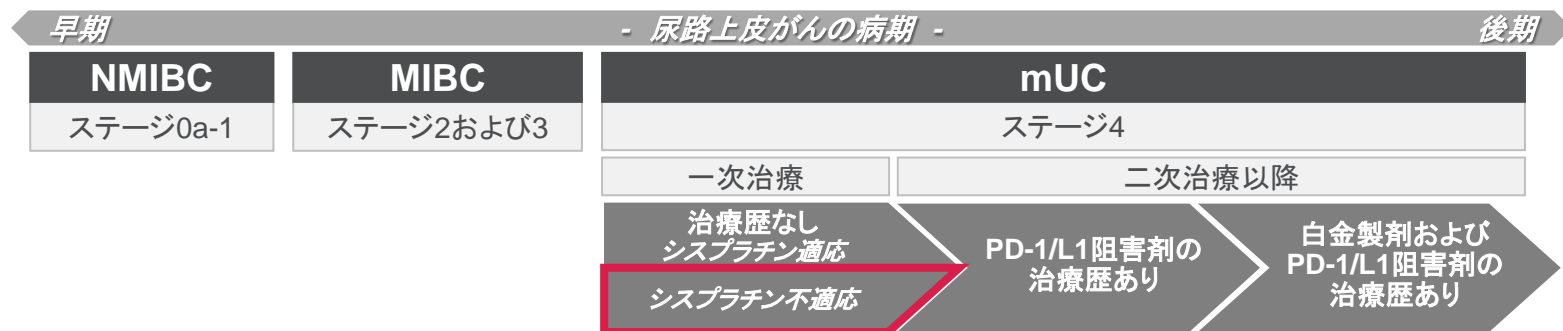 早期 - 尿路上皮がんの病期 - 後期
NMIBC MIBC mUC
ステージ0a-1 ステージ2および3 ステージ4
一次治療 二次治療以降
治療歴なし
シスプラチン適応
シスプラチン不適応
PD-1/L1阻害剤の
治療歴あり
白金製剤および
PD-1/L1阻害剤の
治療歴あり